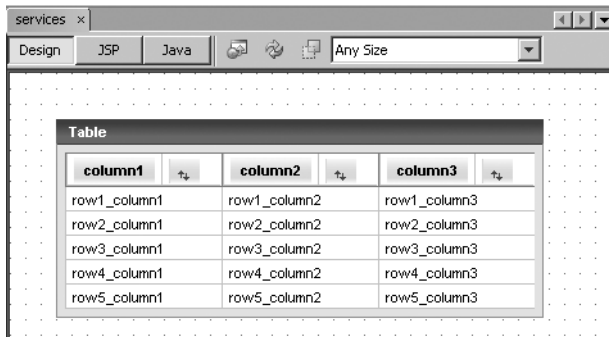 services ×
Design JSP Java Any Size
Table
column1 column2 column3
row1_column1 row1_column2 row1_column3
row2_column1 row2_column2 row2_column3
row3_column1 row3_column2 row3_column3
row4_column1 row4_column2 row4_column3
row5_column1 row5_column2 row5_column3